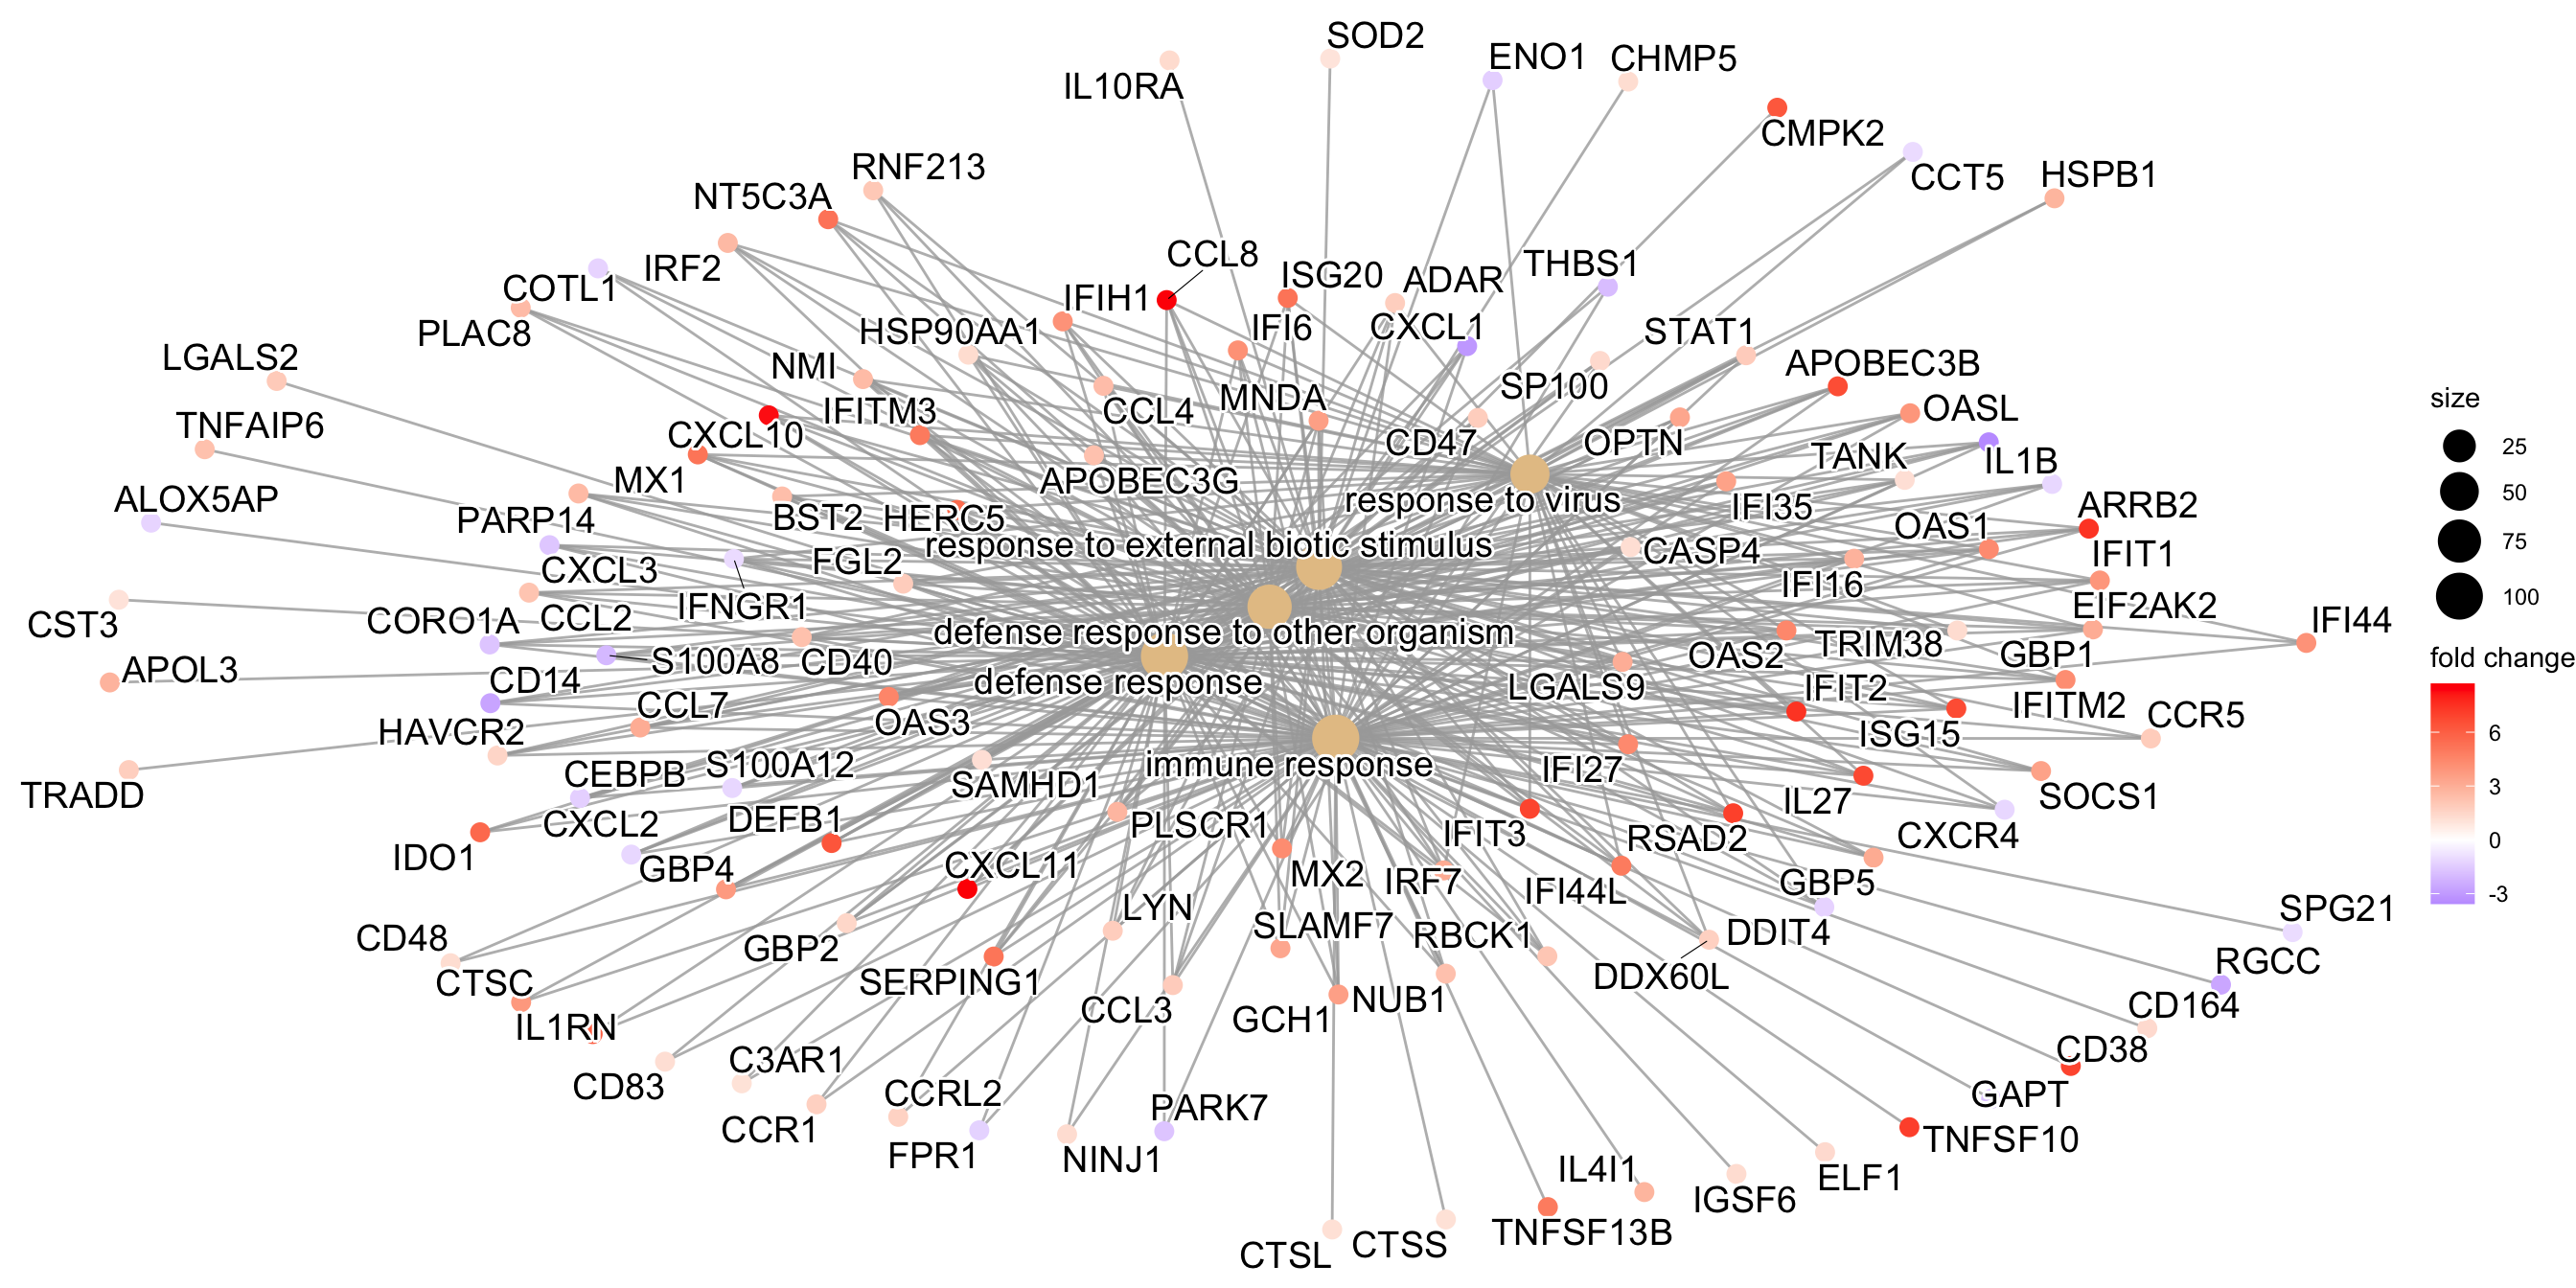 SOD2
ENO1
CHMP5
IL10RA
CMPK2
RNF213
CCT5
HSPB1
NT5C3A
CCL8
THBS1
IRF2
ISG20
ADAR
COTL1
IFIH1
PLAC8
HSP90AA1
IFI6
CXCL1
STAT1
LGALS2
NMI
APOBEC3B
SP100
MNDA
IFITM3
CCL4
OASL
TNFAIP6
CXCL10
CD47
OPTN
TANK
IL1B
MX1
APOBEC3G
ALOX5AP
response to virus
IFI35
ARRB2
PARP14
BST2
HERC5
OAS1
response to external biotic stimulus
CASP4
IFIT1
FGL2
CXCL3
IFI16
IFNGR1
EIF2AK2
CST3
CORO1A
CCL2
IFI44
defense response to other organism
TRIM38
APOL3
S100A8
CD40
OAS2
GBP1
CD14
defense response
LGALS9
IFIT2
CCL7
IFITM2
CCR5
OAS3
HAVCR2
ISG15
S100A12
immune response
IFI27
CEBPB
SAMHD1
TRADD
IL27
SOCS1
DEFB1
CXCL2
PLSCR1
IFIT3
RSAD2
CXCR4
IDO1
GBP4
CXCL11
MX2
IRF7
IFI44L
GBP5
LYN
SPG21
CD48
GBP2
SLAMF7
RBCK1
DDIT4
CTSC
SERPING1
DDX60L
RGCC
CCL3
GCH1
NUB1
CD164
IL1RN
CD38
C3AR1
CD83
CCRL2
GAPT
PARK7
CCR1
TNFSF10
FPR1
NINJ1
IL4I1
ELF1
IGSF6
TNFSF13B
CTSL
CTSS
size
25
50
75
100
fold change
6
3
0
-3